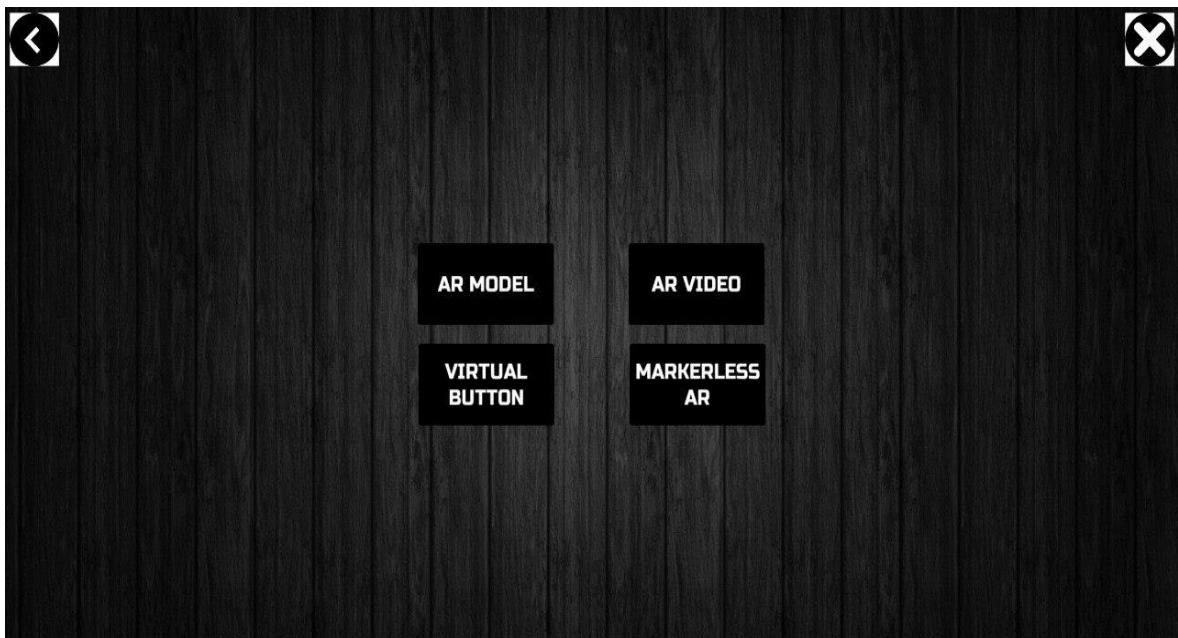 AR MODEL
AR VIDEO
VIRTUAL
BUTTON
MARKERLESS
AR